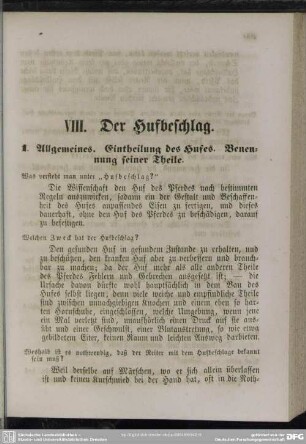 VIII. Der Hufbeschlag.
1. Allgemeines. Eintheilung des Hufes. Benen-
nung seiner Theile.
Was versteht man unter „Hufbeschlag?“
Die Wissenschaft den Huf des Pferdes nach bestimmten
Regeln auszuwirken, sodann ein der Gestalt und Beschaffen-
heit des Hufes anpassendes Eisen zu fertigen, und dieses
dauerhaft, ohne den Huf des Pferdes zu beschädigen, darauf
zu befestigen.
Welchen Zweck hat der Hufbeschlag?
Den gesunden Huf in gesundem Zustande zu erhalten, und
zu beschützen, den kranken aber zu verbessern und brauch-
bar zu machen; da der Huf mehr als alle andern Theile
des Pferdes Fehlern und Gebrechen ausgesetzt ist; — die
Ursache davon dürfte wohl hauptsächlich in dem Bau des
Hufes selbst liegen; denn viele weiche und empfindliche Theile
sind zwischen unnachgiebigen Knochen und einem eben so har-
ten Hornschuhe, eingeschlossen, welche Umgebung, wenn jene
ein Mal verletzt sind, unaufhörlich einen Druck auf sie aus-
übt und einer Geschwulst, einer Blutaustretung, so wie etwa
gebildetem Eiter, keinen Raum und leichten Ausweg darbieten.
Weshalb ist es nothwendig, daß der Reiter mit dem Hufbeschlage bekannt
sein muß?
Weil derselbe auf Märschen, wo er sich allein überlassen
ist und keinen Kurschmied bei der Hand hat, oft in die Noth-